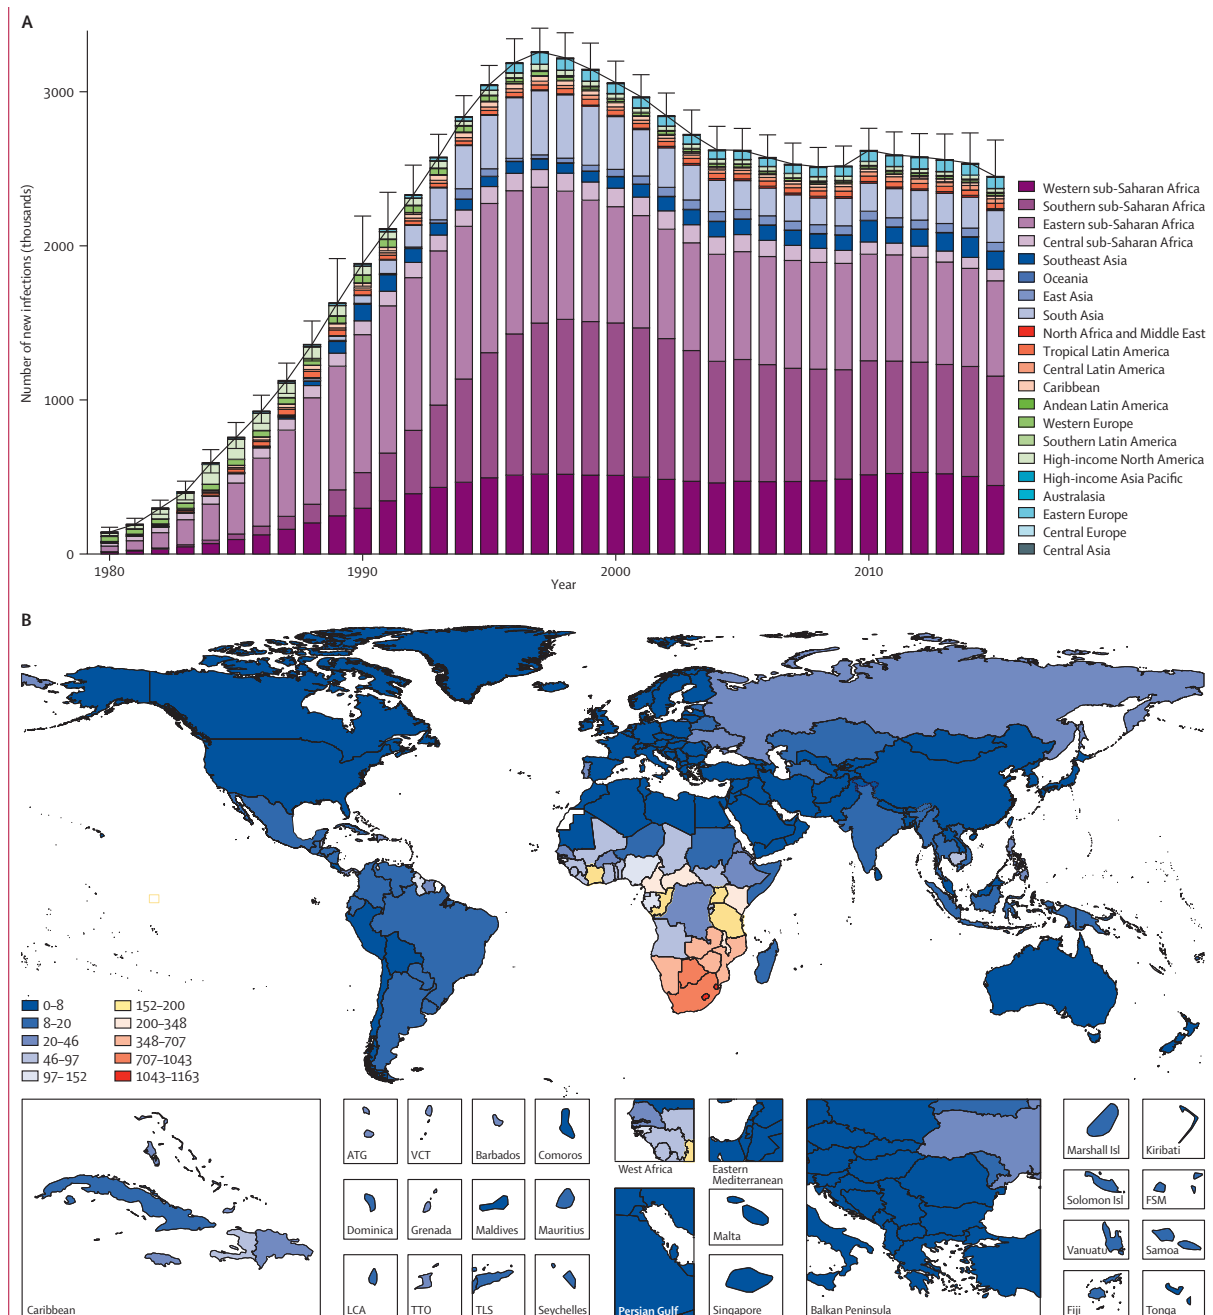 A
Number of new infections (thousands)
3000
2000
1000
0
1980
1990
2000
2010
Year
Western sub-Saharan Africa
Southern sub-Saharan Africa
Eastern sub-Saharan Africa
Central sub-Saharan Africa
Southeast Asia
Oceania
East Asia
South Asia
North Africa and Middle East
Tropical Latin America
Central Latin America
Caribbean
Andean Latin America
Western Europe
Southern Latin America
High-income North America
High-income Asia Pacific
Australasia
Eastern Europe
Central Europe
Central Asia
B
0–8
8–20
20–46
46–97
97–152
152–200
200–348
348–707
707–1043
1043–1163
Caribbean
ATG
VCT
Barbados
Comoros
Dominica
Grenada
Maldives
Mauritius
LCA
TTO
TLS
Seychelles
West Africa
Eastern
Mediterranean
Persian Gulf
Malta
Singapore
Balkan Peninsula
Marshall Isl
Kiribati
Solomon Isl
FSM
Vanuatu
Samoa
Fiji
Tonga